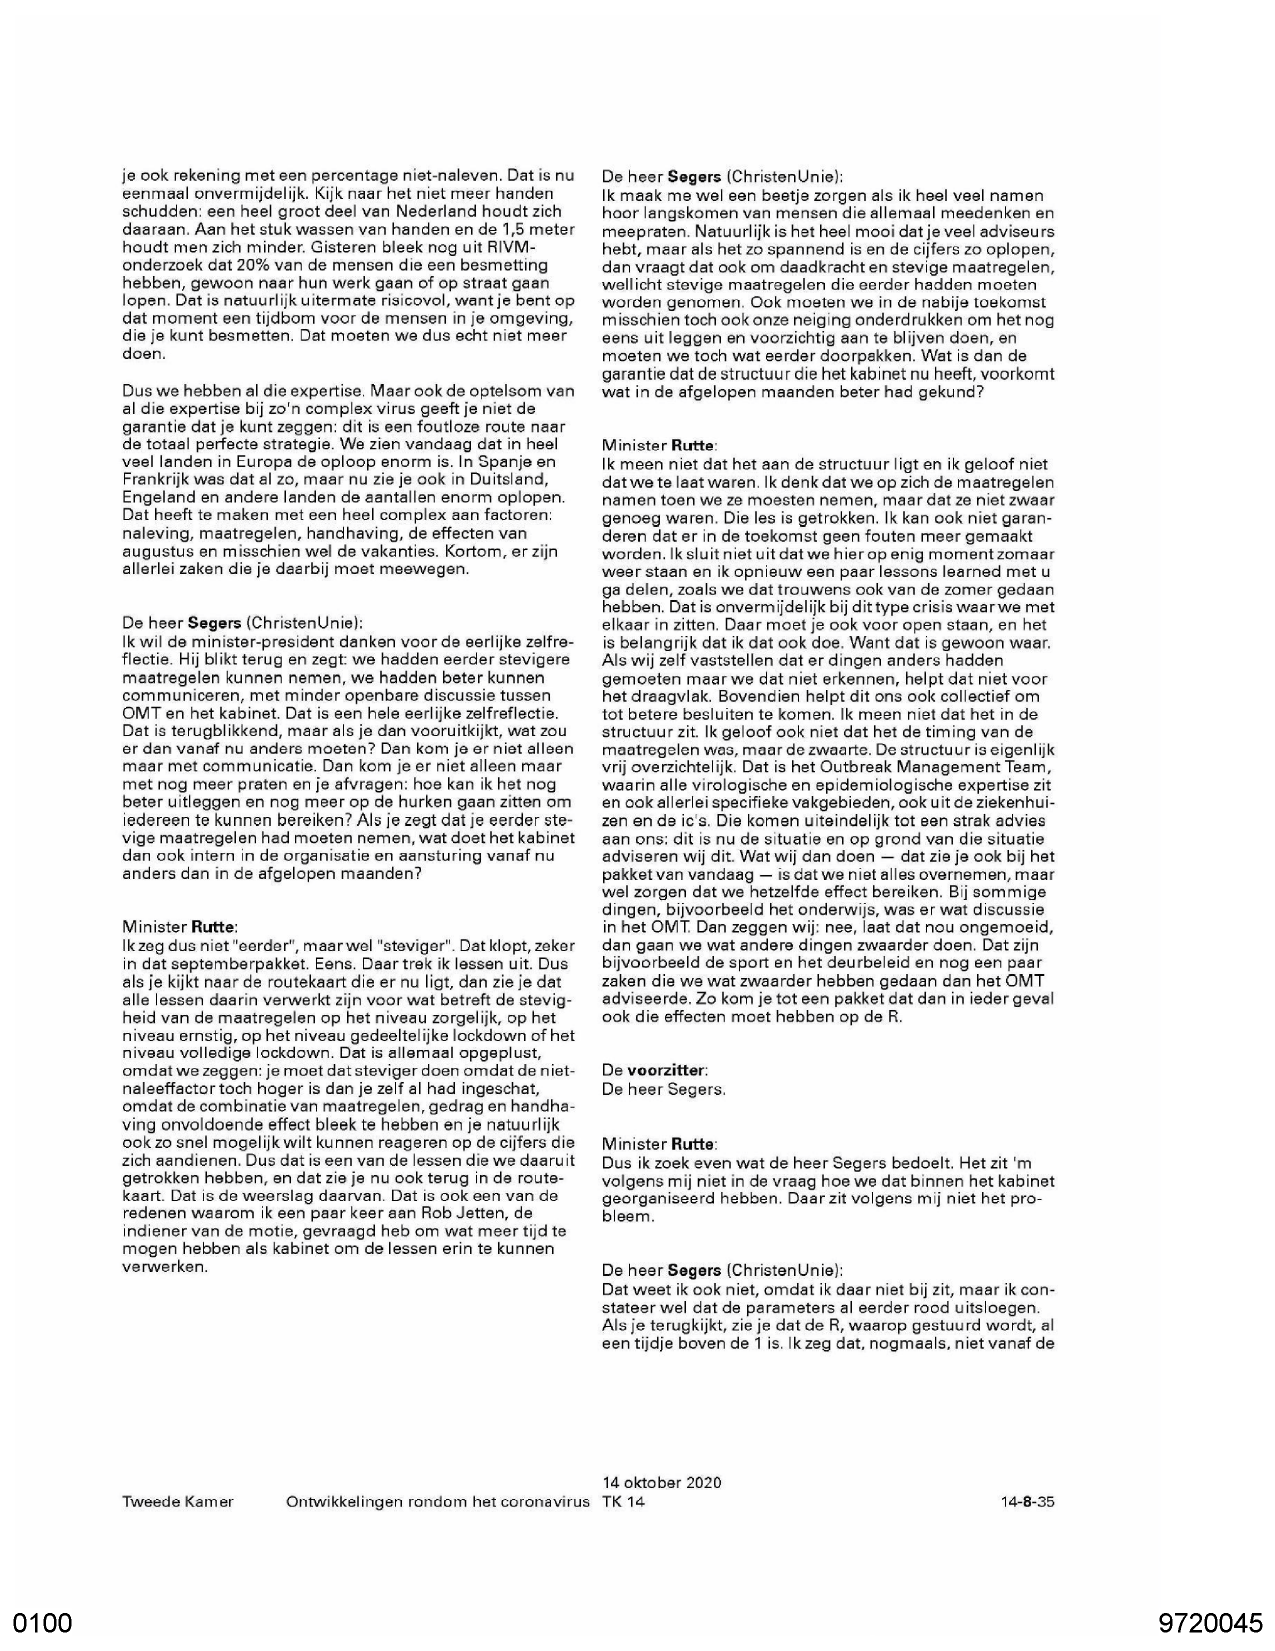 je ook rekening met een percentage niet-naleven. Dat is nu
eenmaal onvermijdelijk. Kijk naar het niet meer handen
schudden: een heel groot deel van Nederland houdt zich
daaraan. Aan het stuk wassen van handen en de 1,5 meter
houdt men zich minder. Gisteren bleek nog uit RIVM-
onderzoek dat 20% van de mensen die een besmetting
hebben, gewoon naar hun werk gaan of op straat gaan
lopen. Dat is natuurlijk uitermate risicovol, want je bent op
dat moment een tijdbom voor de mensen in je omgeving,
die je kunt besmetten. Dat moeten we dus echt niet meer
doen.
Dus we hebben al die expertise. Maar ook de optelsom van
al die expertise bij zo'n complex virus geeft je niet de
garantie dat je kunt zeggen: dit is een foutloze route naar
de totaal perfecte strategie. We zien vandaag dat in heel
veel landen in Europa de oploop enorm is. In Spanje en
Frankrijk was dat al zo, maar nu zie je ook in Duitsland,
Engeland en andere landen de aantallen enorm oplopen.
Dat heeft te maken met een heel complex aan factoren:
naleving, maatregelen, handhaving, de effecten van
augustus en misschien wel de vakanties. Kortom, er zijn
allerlei zaken die je daarbij moet meewegen.
De heer Segers (ChristenUnie):
Ik wil de minister-president danken voor de eerlijke zelfre-
flectie. Hij blikt terug en zegt: we hadden eerder stevigere
maatregelen kunnen nemen, we hadden beter kunnen
communiceren, met minder openbare discussie tussen
OMT en het kabinet. Dat is een hele eerlijke zelfreflectie.
Dat is terugblikkend, maar als je dan vooruitkijkt, wat zou
er dan vanaf nu anders moeten? Dan kom je er niet alleen
maar met communicatie. Dan kom je er niet alleen maar
met nog meer praten en je afvragen: hoe kan ik het nog
beter uitleggen en nog meer op de hurken gaan zitten om
iedereen te kunnen bereiken? Als je zegt dat je eerder ste-
vige maatregelen had moeten nemen, wat doet het kabinet
dan ook intern in de organisatie en aansturing vanaf nu
anders dan in de afgelopen maanden?
Minister Rutte:
Ik zeg dus niet "eerder", maar wel "steviger". Dat klopt, zeker
in dat septemberpakket. Eens. Daar trek ik lessen uit. Dus
als je kijkt naar de routekaart die er nu ligt, dan zie je dat
alle lessen daarin verwerkt zijn voor wat betreft de stevig-
heid van de maatregelen op het niveau zorgelijk, op het
niveau ernstig, op het niveau gedeeltelijke lockdown of het
niveau volledige lockdown. Dat is allemaal opgeplust,
omdat we zeggen: je moet dat steviger doen omdat de niet-
naleeffactor toch hoger is dan je zelf al had ingeschat,
omdat de combinatie van maatregelen, gedrag en handha-
ving onvoldoende effect bleek te hebben en je natuurlijk
ook zo snel mogelijk wilt kunnen reageren op de cijfers die
zich aandienen. Dus dat is een van de lessen die we daaruit
getrokken hebben, en dat zie je nu ook terug in de route-
kaart. Dat is de weerslag daarvan. Dat is ook een van de
redenen waarom ik een paar keer aan Rob Jetten, de
indiener van de motie, gevraagd heb om wat meer tijd te
mogen hebben als kabinet om de lessen erin te kunnen
verwerken.
De heer Segers (ChristenUnie):
Ik maak me wel een beetje zorgen als ik heel veel namen
hoor langskomen van mensen die allemaal meedenken en
meepraten. Natuurlijk is het heel mooi dat je veel adviseurs
hebt, maar als het zo spannend is en de cijfers zo oplopen,
dan vraagt dat ook om daadkracht en stevige maatregelen,
wellicht stevige maatregelen die eerder hadden moeten
worden genomen. Ook moeten we in de nabije toekomst
misschien toch ook onze neiging onderdrukken om het nog
eens uit leggen en voorzichtig aan te blijven doen, en
moeten we toch wat eerder doorpakken. Wat is dan de
garantie dat de structuur die het kabinet nu heeft, voorkomt
wat in de afgelopen maanden beter had gekund?
Minister Rutte:
Ik meen niet dat het aan de structuur ligt en ik geloof niet
dat we te laat waren. Ik denk dat we op zich de maatregelen
namen toen we ze moesten nemen, maar dat ze niet zwaar
genoeg waren. Die les is getrokken. Ik kan ook niet garan-
deren dat er in de toekomst geen fouten meer gemaakt
worden. Ik sluit niet uit dat we hier op enig moment zomaar
weer staan en ik opnieuw een paar lessons learned met u
ga delen, zoals we dat trouwens ook van de zomer gedaan
hebben. Dat is onvermijdelijk bij dit type crisis waar we met
elkaar in zitten. Daar moet je ook voor open staan, en het
is belangrijk dat ik dat ook doe. Want dat is gewoon waar.
Als wij zelf vaststellen dat er dingen anders hadden
gemoeten maar we dat niet erkennen, helpt dat niet voor
het draagvlak. Bovendien helpt dit ons ook collectief om
tot betere besluiten te komen. Ik meen niet dat het in de
structuur zit. Ik geloof ook niet dat het de timing van de
maatregelen was, maar de zwaarte. De structuur is eigenlijk
vrij overzichtelijk. Dat is het Outbreak Management Team,
waarin alle virologische en epidemiologische expertise zit
en ook allerlei specifieke vakgebieden, ook uit de ziekenhui-
zen en de ic's. Die komen uiteindelijk tot een strak advies
aan ons: dit is nu de situatie en op grond van die situatie
adviseren wij dit. Wat wij dan doen — dat zie je ook bij het
pakket van vandaag — is dat we niet alles overnemen, maar
wel zorgen dat we hetzelfde effect bereiken. Bij sommige
dingen, bijvoorbeeld het onderwijs, was er wat discussie
in het OMT. Dan zeggen wij: nee, laat dat nou ongemoeid,
dan gaan we wat andere dingen zwaarder doen. Dat zijn
bijvoorbeeld de sport en het deurbeleid en nog een paar
zaken die we wat zwaarder hebben gedaan dan het OMT
adviseerde. Zo kom je tot een pakket dat dan in ieder geval
ook die effecten moet hebben op de R.
De voorzitter:
De heer Segers.
Minister Rutte:
Dus ik zoek even wat de heer Segers bedoelt. Het zit 'm
volgens mij niet in de vraag hoe we dat binnen het kabinet
georganiseerd hebben. Daar zit volgens mij niet het pro-
bleem.
De heer Segers (ChristenUnie):
Dat weet ik ook niet, omdat ik daar niet bij zit, maar ik con-
stateer wel dat de parameters al eerder rood uitsloegen.
Als je terugkijkt, zie je dat de R, waarop gestuurd wordt, al
een tijdje boven de 1 is. Ik zeg dat, nogmaals, niet vanaf de
14 oktober 2020
Tweede Kamer Ontwikkelingen rondom het coronavirus TK 14 14-8-35
0100 9720045